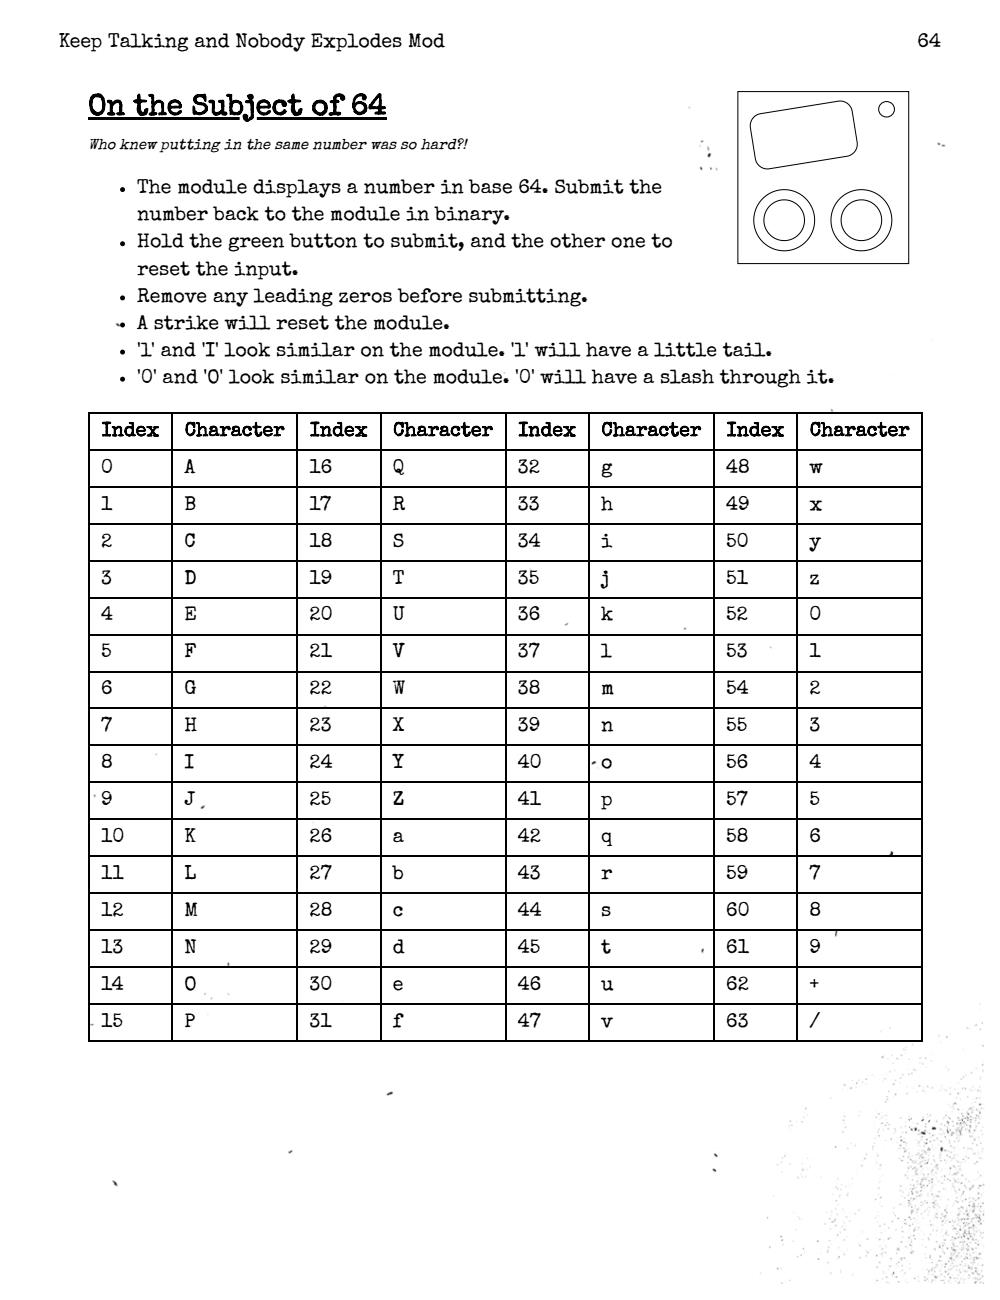 Keep Talking and Nobody Explodes Mod 64
On the Subject of 64
Who knew putting in the same number was so hard?!
• The module displays a number in base 64. Submit the
number back to the module in binary.
• Hold the green button to submit, and the other one to
reset the input.
• Remove any leading zeros before submitting.
• A strike will reset the module.
• 'l' and 'I' look similar on the module. 'l' will have a little tail.
• '0' and 'O' look similar on the module. '0' will have a slash through it.
Index Character Index Character Index Character Index Character
0 A 16 Q 32 g 48 w
1 B 17 R 33 h 49 x
2 C 18 S 34 i 50 y
3 D 19 T 35 j 51 z
4 E 20 U 36 k 52 0
5 F 21 V 37 l 53 1
6 G 22 W 38 m 54 2
7 H 23 X 39 n 55 3
8 I 24 Y 40 o 56 4
9 J 25 Z 41 p 57 5
10 K 26 a 42 q 58 6
11 L 27 b 43 r 59 7
12 M 28 c 44 s 60 8
13 N 29 d 45 t 61 9
14 O 30 e 46 u 62 +
15 P 31 f 47 v 63 /